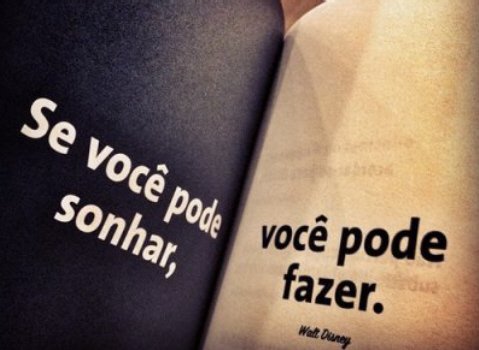 Se você pode
sonhar,
você pode
fazer.
Walt Disney